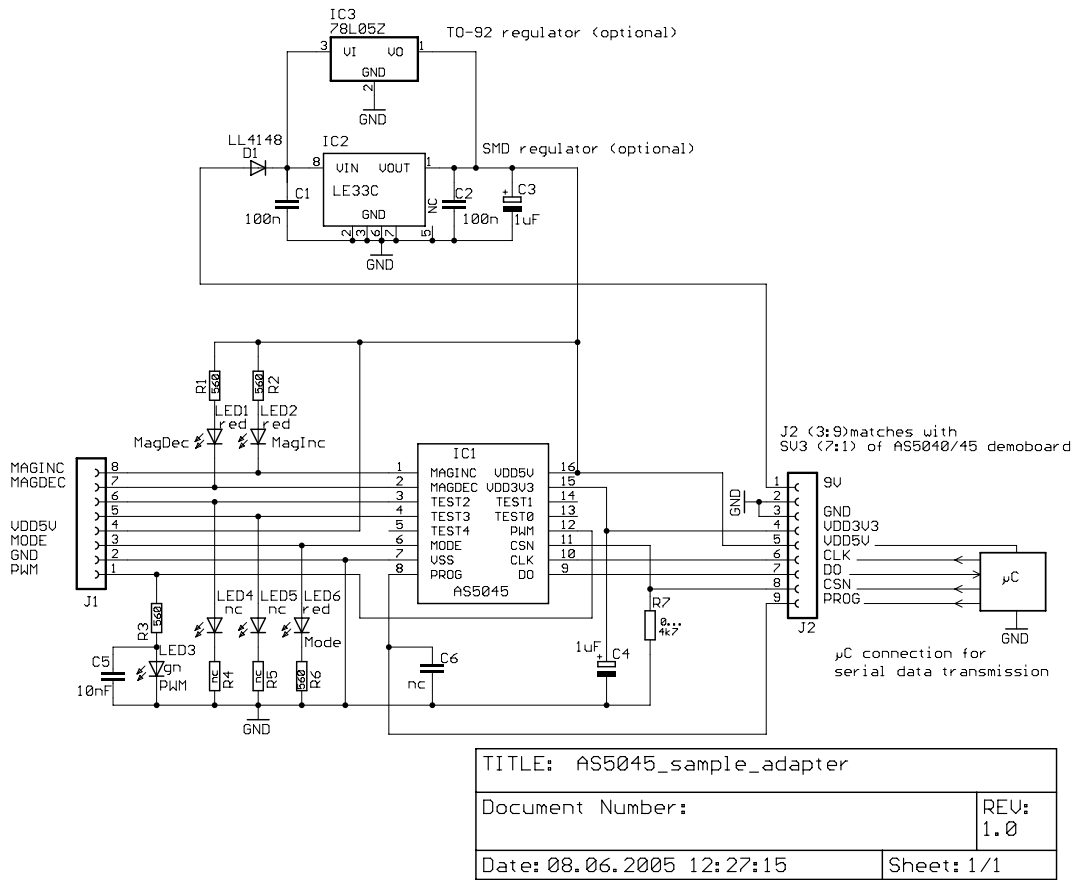 IC3
78L05Z
TO-92 regulator (optional)
3 VI VO 1
GND
2
GND
LL4148
D1
IC2
SMD regulator (optional)
8 VIN VOUT 1
LE33C
GND
NC
2 3 6 7 5
GND
C1
100n
C2
100n
C3
+
1uF
R1
560
R2
560
LED1
red
LED2
red
MagDec
MagInc
J2 (3:9)matches with
SV3 (7:1) of AS5040/45 demoboard
MAGINC 8
MAGDEC 7
6
5
VDD5V 4
MODE 3
GND 2
PWM 1
J1
IC1
1 MAGINC VDD5V 16
2 MAGDEC VDD3V3 15
3 TEST2 TEST1 14
4 TEST3 TEST0 13
5 TEST4 PWM 12
6 MODE CSN 11
7 VSS CLK 10
8 PROG DO 9
AS5045
GND
1 9V
2
3 GND
4 VDD3V3
5 VDD5V
6 CLK
7 DO
8 CSN
9 PROG
J2
µC
GND
µC connection for
serial data transmission
R3
560
LED3
gn
PWM
C5
10nF
LED4
nc
LED5
nc
LED6
red
Mode
nc
R4
nc
R5
560
R6
GND
C6
nc
1uF
+
C4
R7
0...
4k7
TITLE: AS5045_sample_adapter
Document Number:
REV:
1.0
Date: 08.06.2005 12:27:15
Sheet: 1/1